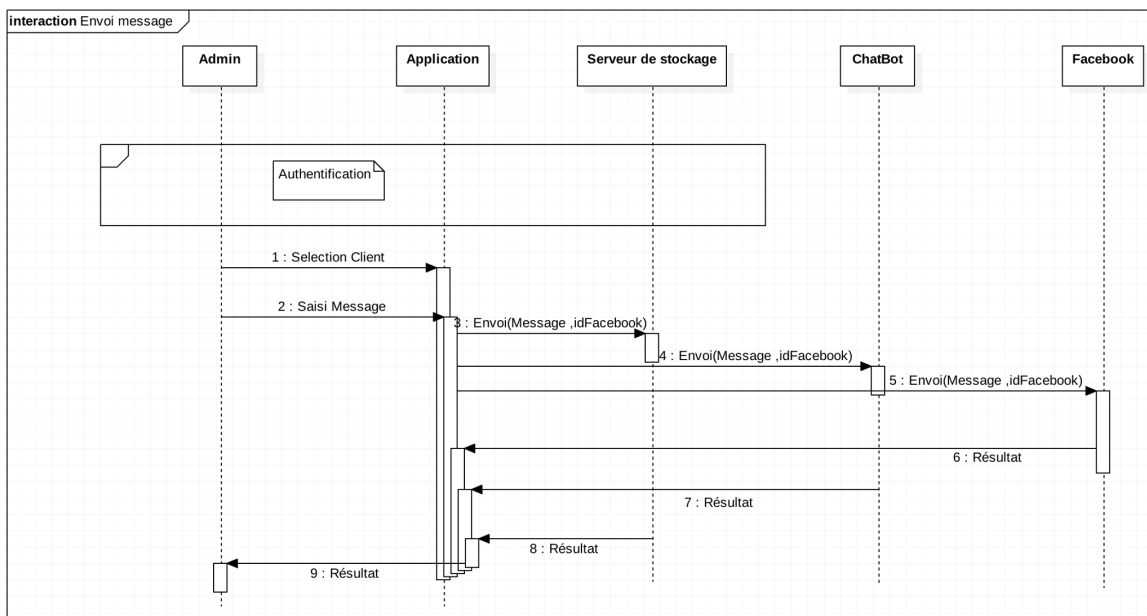 interaction Envoi message
Admin
Application
Serveur de stockage
ChatBot
Facebook
Authentification
1 : Selection Client
2 : Saisi Message
3 : Envoi(Message ,idFacebook)
4 : Envoi(Message ,idFacebook)
5 : Envoi(Message ,idFacebook)
6 : Résultat
7 : Résultat
8 : Résultat
9 : Résultat